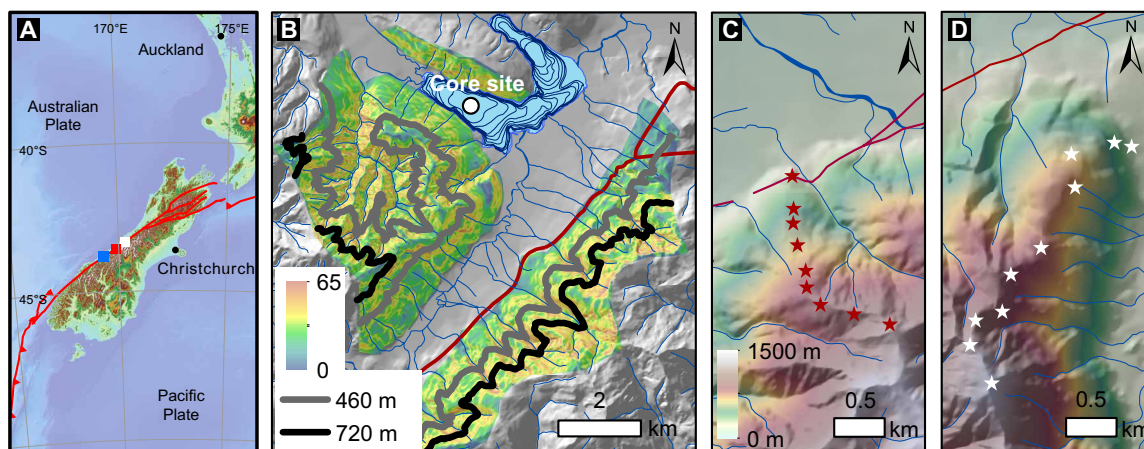 A
170°E
175°E
Auckland
Australian
Plate
40°S
Christchurch
45°S
Pacific
Plate
B
N
Core site
65
0
460 m
720 m
2
km
C
N
1500 m
0 m
0.5
km
D
N
0.5
km